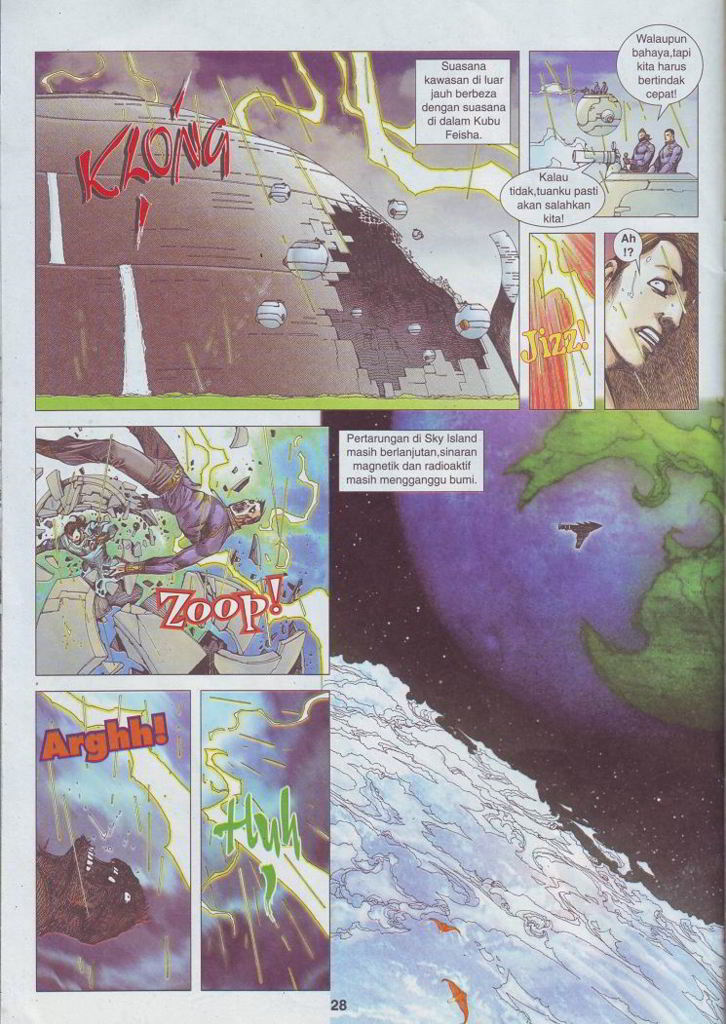 Suasana
kawasan di luar
jauh berbeza
dengan suasana
di dalam Kubu
Feisha.
KLONG
!
Walaupun
bahaya,tapi
kita harus
bertindak
cepat!
Kalau
tidak,tuanku pasti
akan salahkan
kita!
Jizz!
Ah
!?
Zoop!
Pertarungan di Sky Island
masih berlanjutan,sinaran
magnetik dan radioaktif
masih mengganggu bumi.
Arghh!
Huh
!
28